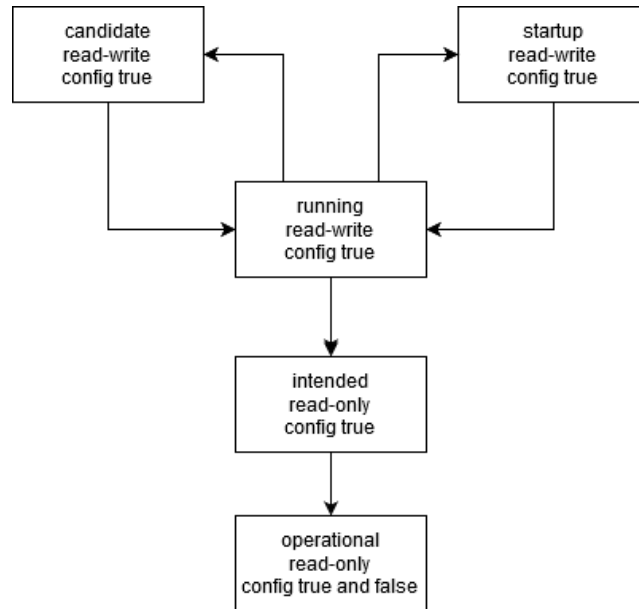 candidate
read-write
config true
startup
read-write
config true
running
read-write
config true
intended
read-only
config true
operational
read-only
config true and false